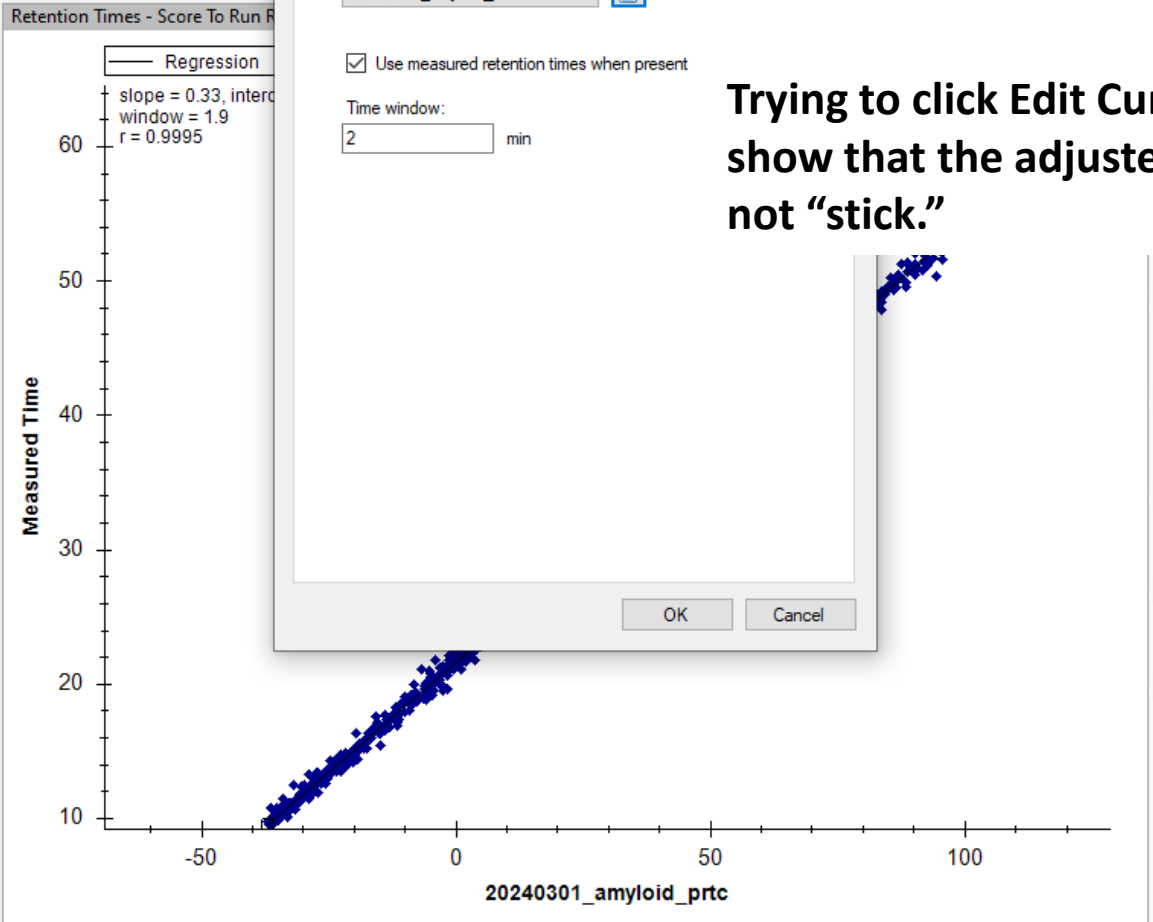 Retention Times - Score To Run R
Regression
slope = 0.33, interc
window = 1.9
r = 0.9995
Use measured retention times when present
Time window:
2 min
Trying to click Edit Cur
show that the adjuste
not “stick.”
OK Cancel
Measured Time
60
50
40
30
20
10
-50 0 50 100
20240301_amyloid_prtc